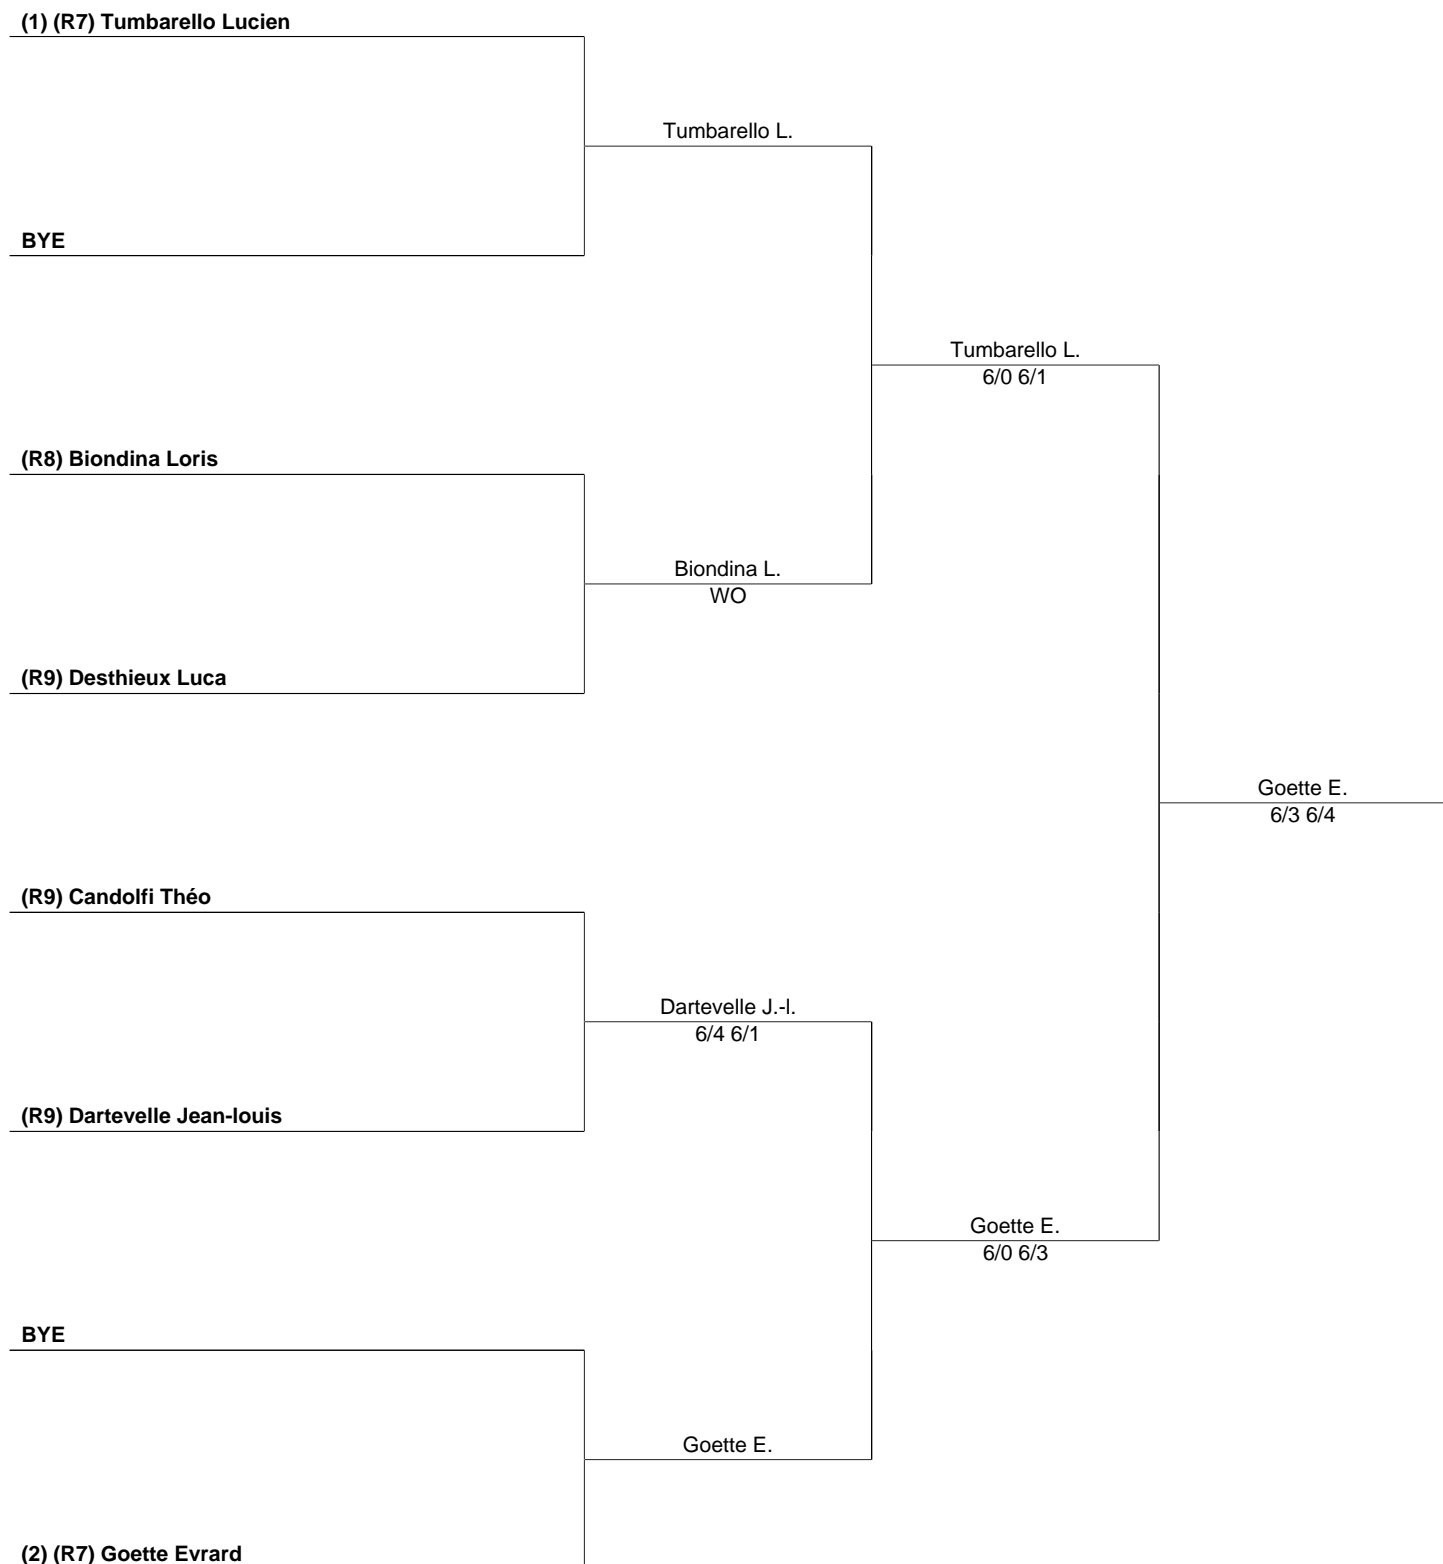 (1) (R7) Tumbarello Lucien
Tumbarello L.
BYE
Tumbarello L.
6/0 6/1
(R8) Biondina Loris
Biondina L.
WO
(R9) Desthieux Luca
Goette E.
6/3 6/4
(R9) Candolfi Théo
Dartevelle J.-l.
6/4 6/1
(R9) Dartevelle Jean-louis
Goette E.
6/0 6/3
BYE
Goette E.
(2) (R7) Goette Evrard